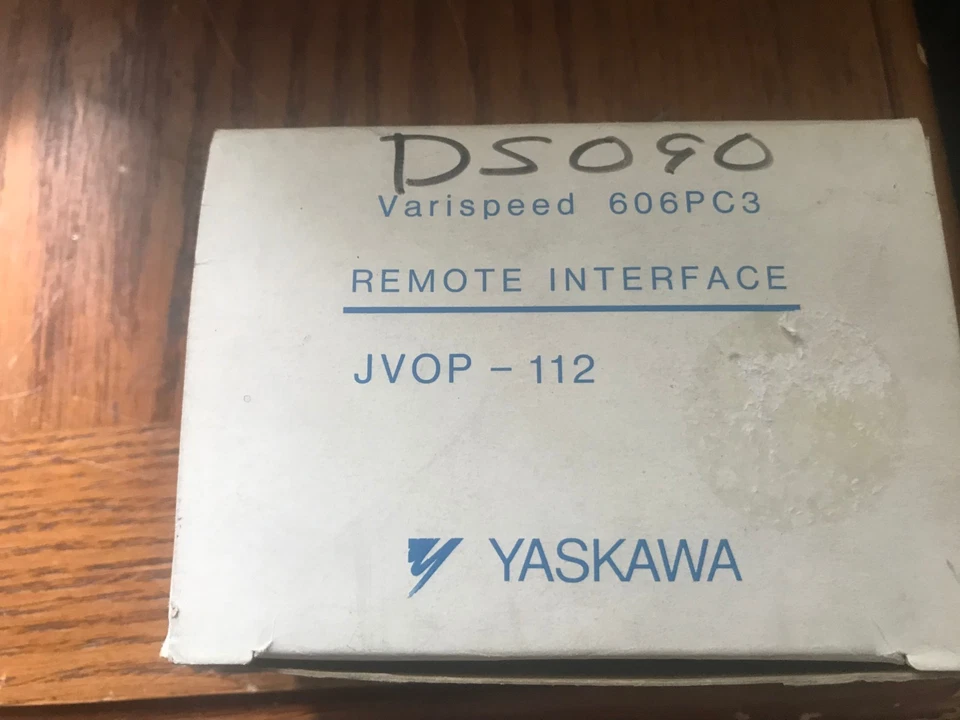 DS090
Varispeed 606PC3
REMOTE INTERFACE
JVOP - 112
YASKAWA